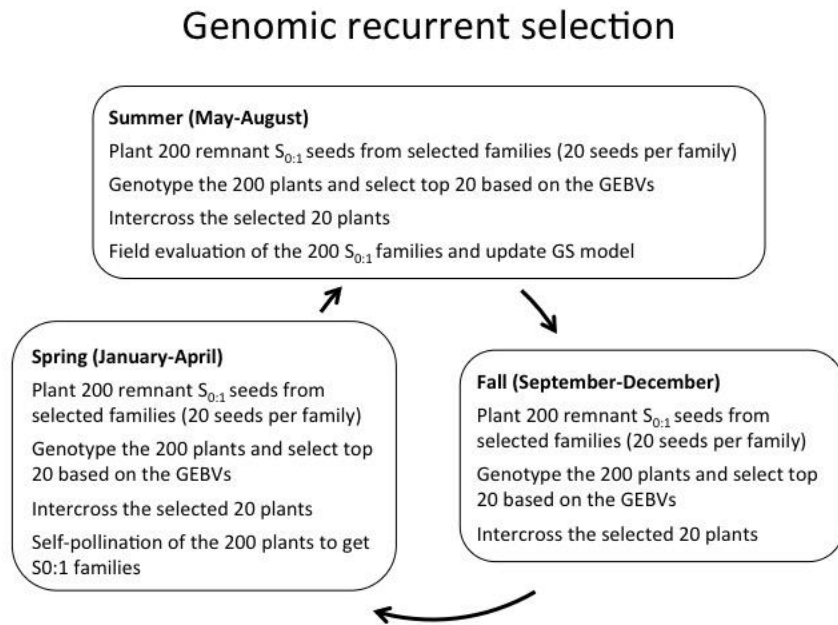 Genomic recurrent selection
Summer (May-August)
Plant 200 remnant S0:1 seeds from selected families (20 seeds per family)
Genotype the 200 plants and select top 20 based on the GEBVs
Intercross the selected 20 plants
Field evaluation of the 200 S0:1 families and update GS model
Spring (January-April)
Plant 200 remnant S0:1 seeds from
selected families (20 seeds per family)
Genotype the 200 plants and select top
20 based on the GEBVs
Intercross the selected 20 plants
Self-pollination of the 200 plants to get
S0:1 families
Fall (September-December)
Plant 200 remnant S0:1 seeds from
selected families (20 seeds per family)
Genotype the 200 plants and select top
20 based on the GEBVs
Intercross the selected 20 plants